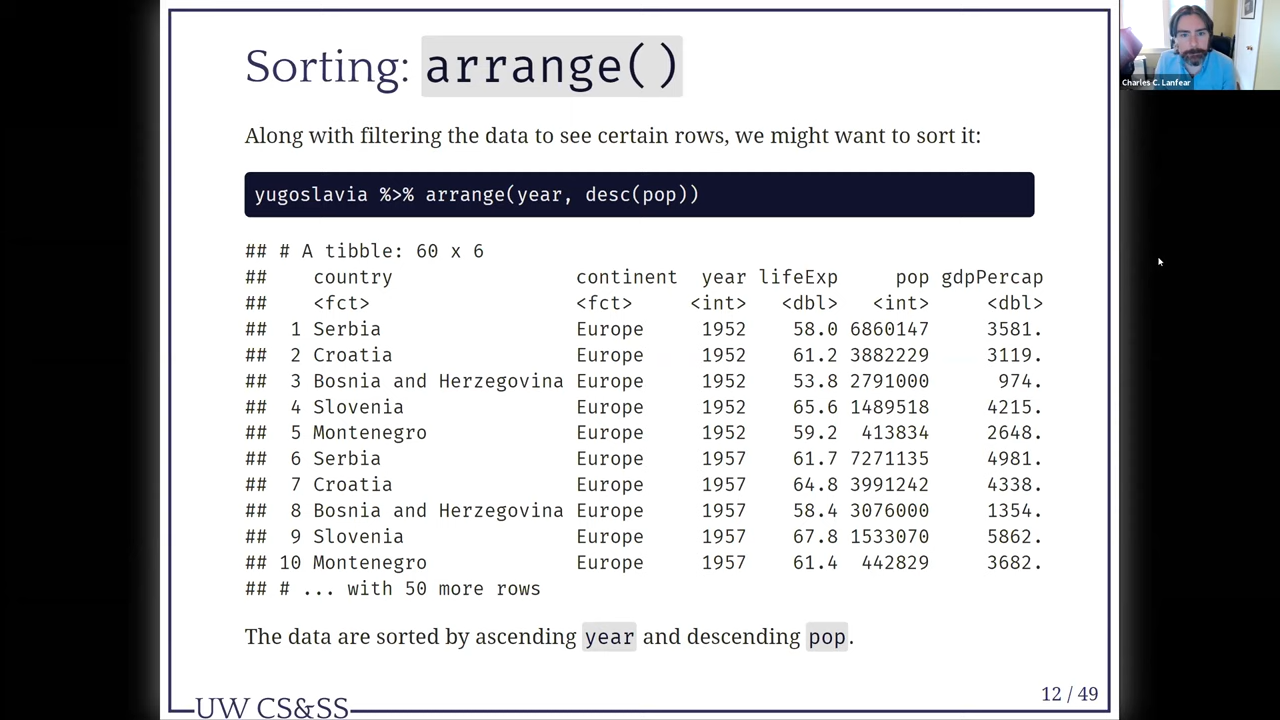 Sorting: arrange()
Charles C. Lanfear
Along with filtering the data to see certain rows, we might want to sort it:
yugoslavia %>% arrange(year, desc(pop))
## # A tibble: 60 x 6
##    country                continent  year lifeExp     pop gdpPercap
##    <fct>                  <fct>     <int>   <dbl>   <int>     <dbl>
##  1 Serbia                 Europe     1952    58.0 6860147     3581.
##  2 Croatia                Europe     1952    61.2 3882229     3119.
##  3 Bosnia and Herzegovina Europe     1952    53.8 2791000      974.
##  4 Slovenia               Europe     1952    65.6 1489518     4215.
##  5 Montenegro             Europe     1952    59.2  413834     2648.
##  6 Serbia                 Europe     1957    61.7 7271135     4981.
##  7 Croatia                Europe     1957    64.8 3991242     4338.
##  8 Bosnia and Herzegovina Europe     1957    58.4 3076000     1354.
##  9 Slovenia               Europe     1957    67.8 1533070     5862.
## 10 Montenegro             Europe     1957    61.4  442829     3682.
## # ... with 50 more rows
The data are sorted by ascending year and descending pop.
12 / 49
UW CS&SS